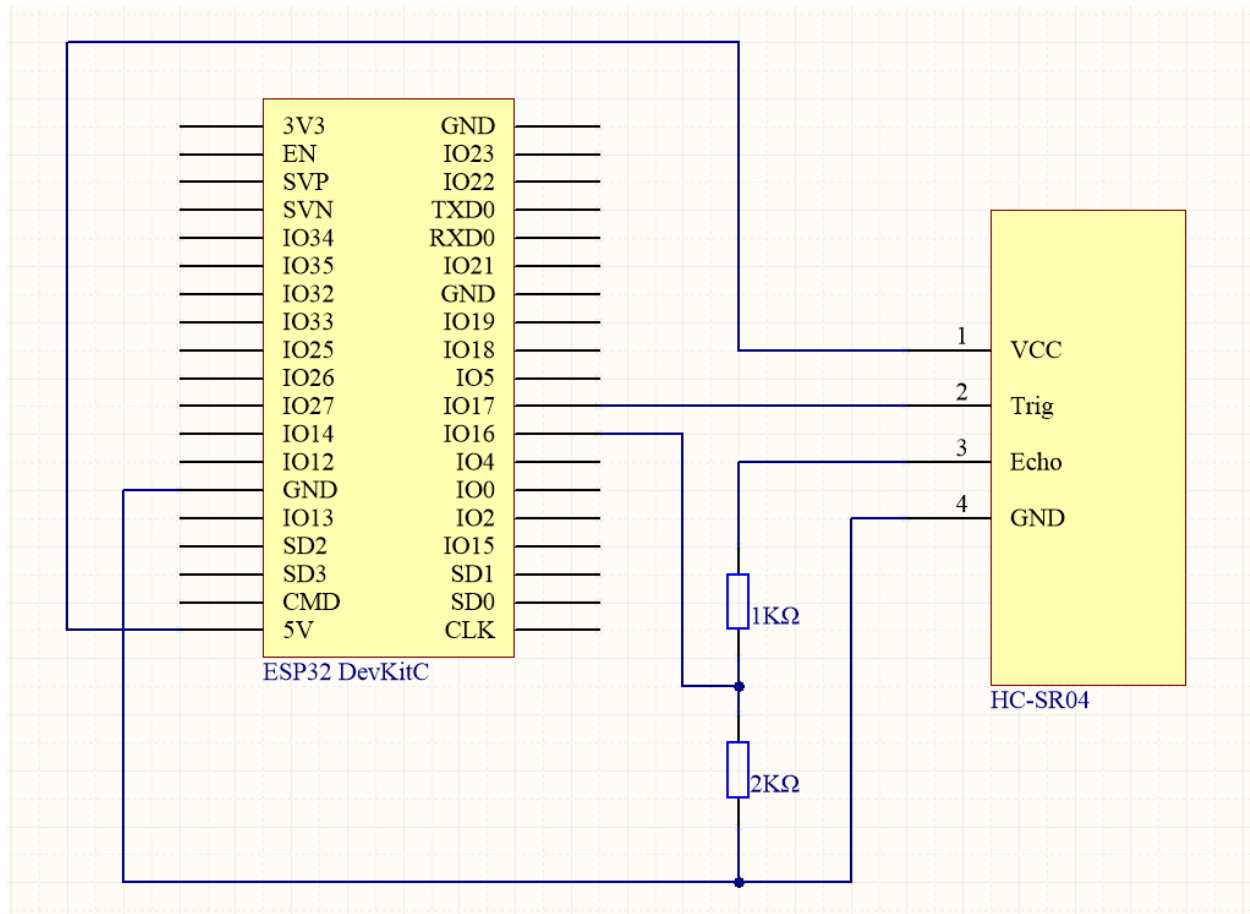 3V3 GND
EN IO23
SVP IO22
SVN TXD0
IO34 RXD0
IO35 IO21
IO32 GND
IO33 IO19
IO25 IO18
IO26 IO5
IO27 IO17
IO14 IO16
IO12 IO4
GND IO0
IO13 IO2
SD2 IO15
SD3 SD1
CMD SD0
5V CLK
ESP32 DevKitC
1 VCC
2 Trig
3 Echo
4 GND
HC-SR04
1KΩ
2KΩ